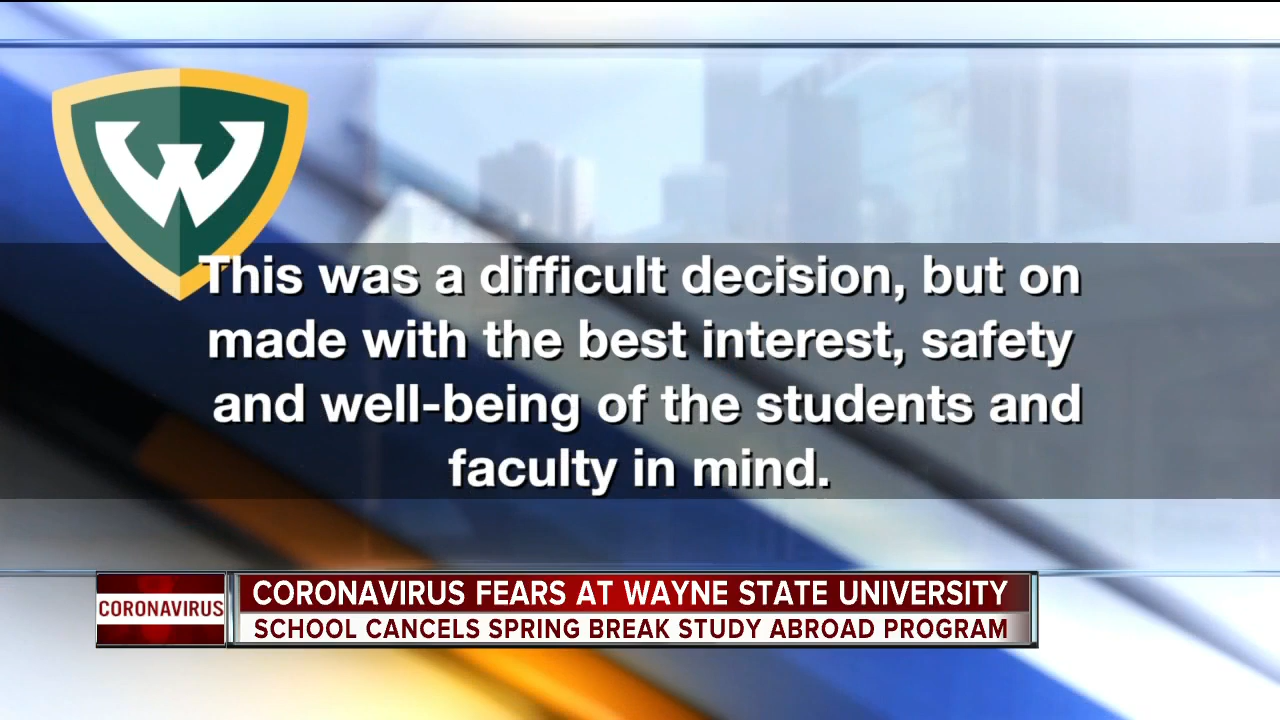 W
This was a difficult decision, but on
made with the best interest, safety
and well-being of the students and
faculty in mind.
CORONAVIRUS
CORONAVIRUS FEARS AT WAYNE STATE UNIVERSITY
SCHOOL CANCELS SPRING BREAK STUDY ABROAD PROGRAM